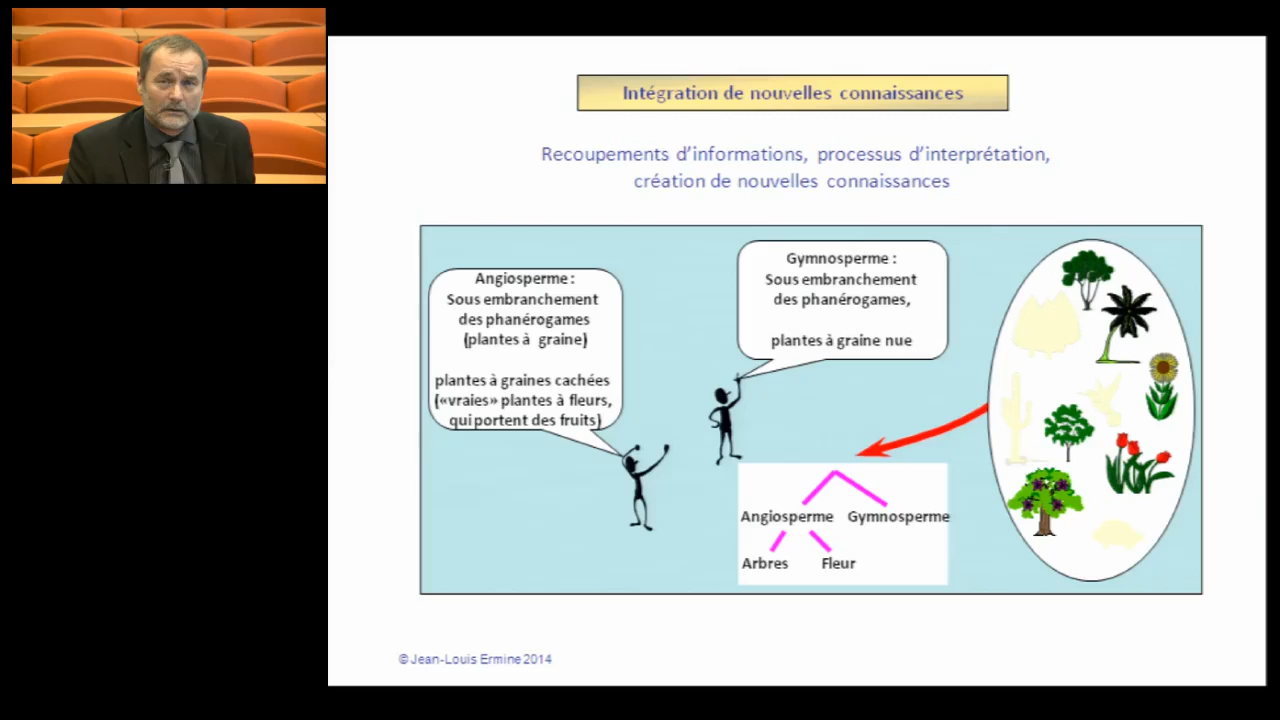 Intégration de nouvelles connaissances
Recoupements d'informations, processus d'interprétation,
création de nouvelles connaissances
Angiosperme :
Sous embranchement
des phanérogames
(plantes à graine)
plantes à graines cachées
(«vraies» plantes à fleurs,
qui portent des fruits)
Gymnosperme :
Sous embranchement
des phanérogames,
plantes à graine nue
Angiosperme Gymnosperme
Arbres Fleur
© Jean-Louis Ermine 2014